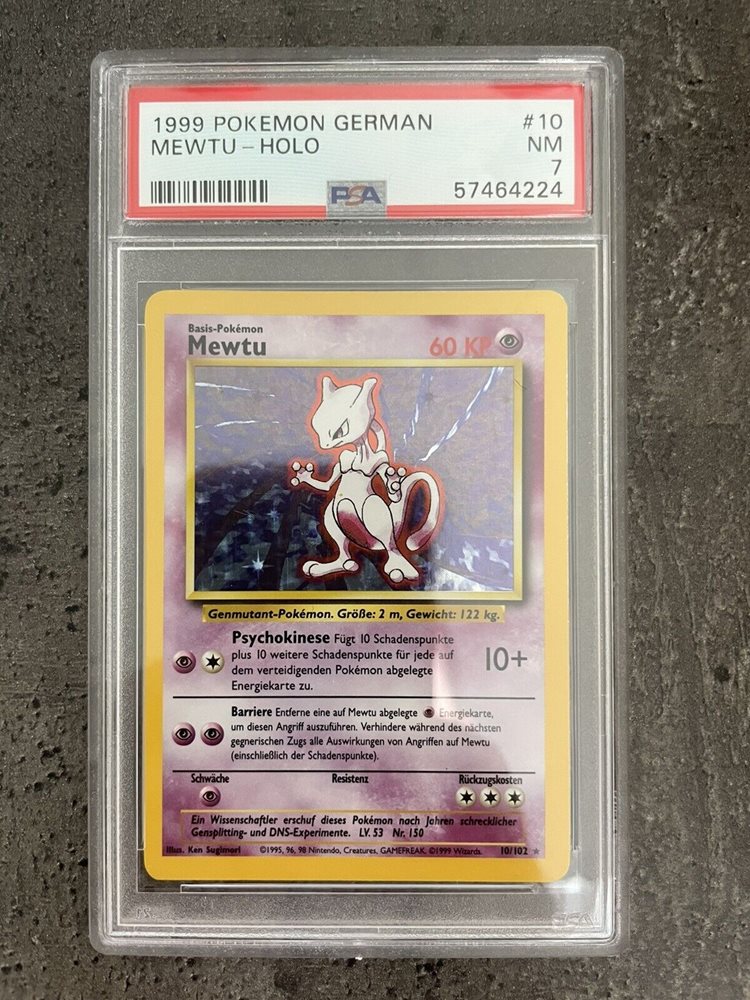 1999 POKEMON GERMAN #10
MEWTU - HOLO NM
7
PSA 57464224
Basis-Pokémon
Mewtu 60 KP
Genmutant-Pokémon. Größe: 2 m, Gewicht: 122 kg.
Psychokinese Fügt 10 Schadenspunkte
plus 10 weitere Schadenspunkte für jede auf
dem verteidigenden Pokémon abgelegte
Energiekarte zu.
10+
Barriere Entferne eine auf Mewtu abgelegte Energiekarte,
um diesen Angriff auszuführen. Verhindere während des nächsten
gegnerischen Zugs alle Auswirkungen von Angriffen auf Mewtu
(einschließlich der Schadenspunkte).
Schwäche Resistenz Rückzugskosten
Ein Wissenschaftler erschuf dieses Pokémon nach Jahren schrecklicher
Gensplitting- und DNS-Experimente. LV. 53 Nr. 150
Illus. Ken Sugimori ©1995, 96, 98 Nintendo, Creatures, GAMEFREAK. ©1999 Wizards. 10/102